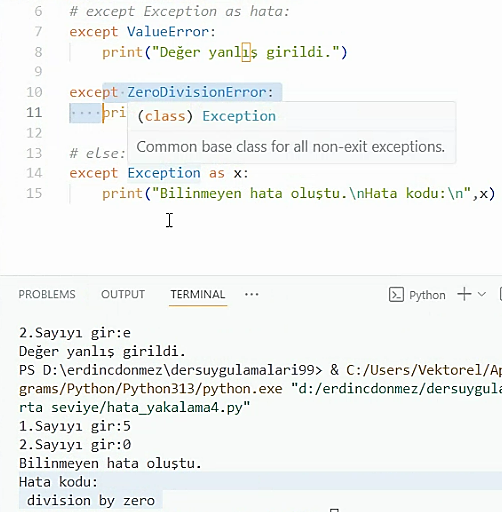 6 # except Exception as hata:
7 except ValueError:
8 print("Değer yanlış girildi.")
9
10 except ZeroDivisionError:
11 pri
(class) Exception
12
Common base class for all non-exit exceptions.
13 # else:
14 except Exception as x:
15 print("Bilinmeyen hata oluştu.\nHata kodu:\n",x)
PROBLEMS OUTPUT TERMINAL ··· Python
2.Sayıyı gir:e
Değer yanlış girildi.
PS D:\erdincdonmez\dersuygulamalari99> & C:/Users/Vektorel/Ap
grams/Python/Python313/python.exe "d:/erdincdonmez/dersuygula
rta seviye/hata_yakalama4.py"
1.Sayıyı gir:5
2.Sayıyı gir:0
Bilinmeyen hata oluştu.
Hata kodu:
division by zero